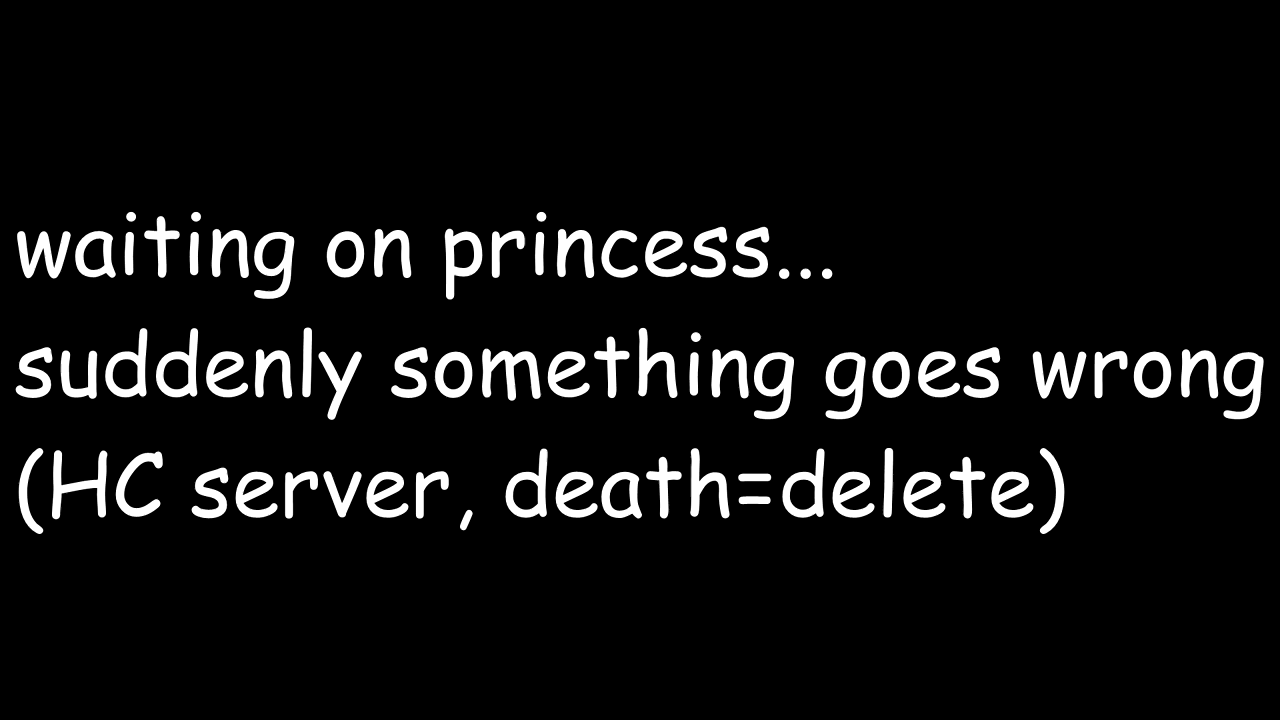 waiting on princess...
suddenly something goes wrong
(HC server, death=delete)